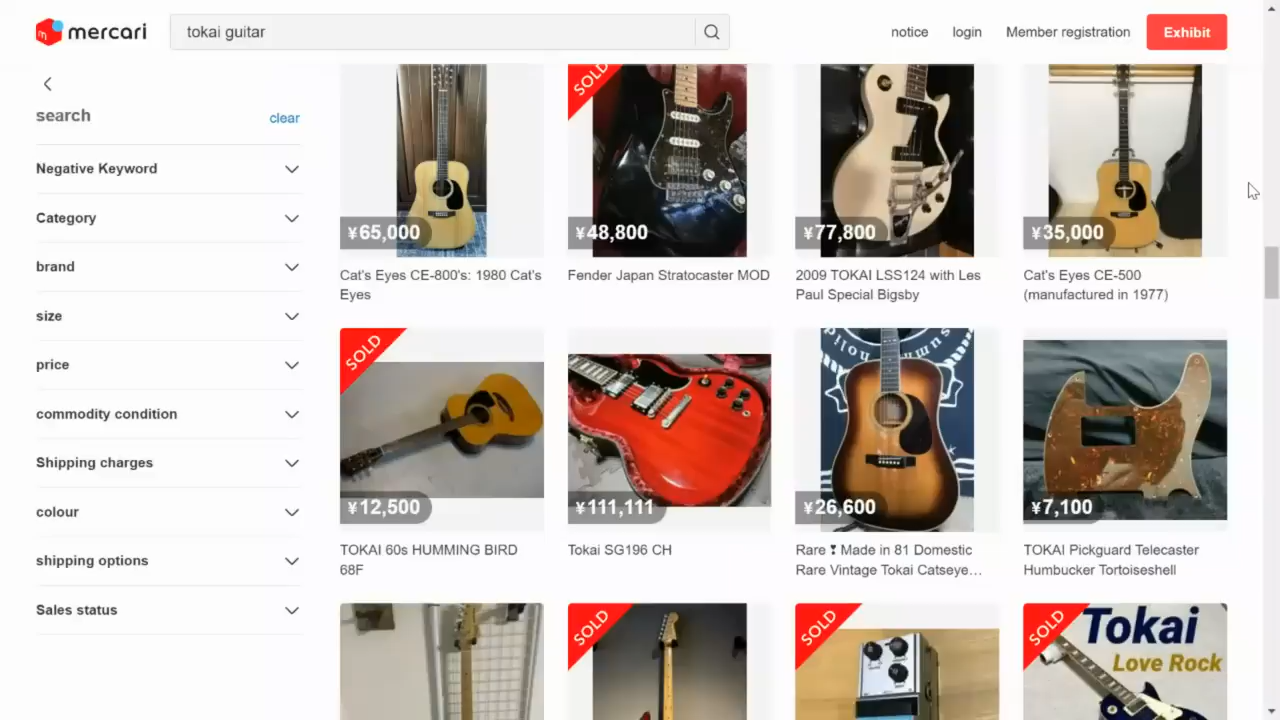 mercari
tokai guitar
notice
login
Member registration
Exhibit
search
clear
Negative Keyword
Category
brand
size
price
commodity condition
Shipping charges
colour
shipping options
Sales status
¥65,000
SOLD
¥48,800
¥77,800
¥35,000
Cat's Eyes CE-800's: 1980 Cat's
Eyes
Fender Japan Stratocaster MOD
2009 TOKAI LSS124 with Les
Paul Special Bigsby
Cat's Eyes CE-500
(manufactured in 1977)
SOLD
¥12,500
¥111,111
¥26,600
¥7,100
TOKAI 60s HUMMING BIRD
68F
Tokai SG196 CH
Rare ❢ Made in 81 Domestic
Rare Vintage Tokai Catseye…
TOKAI Pickguard Telecaster
Humbucker Tortoiseshell
SOLD
SOLD
SOLD
Tokai
Love Rock